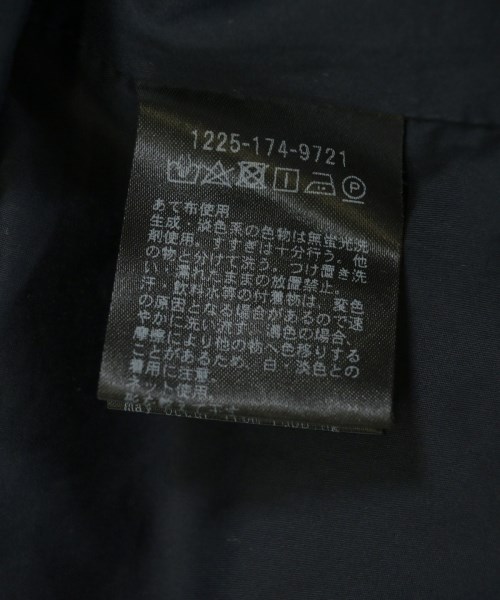 1225-174-9721
あて布使用
生成・淡色系の色物は無蛍光洗
剤使用。すすぎは十分行う。他
の物と分けて洗う。つけ置き洗
い・濡れたままの放置禁止。
汗・飲料水等の付着物は、変色
の原因となる場合があるので速
やかに洗い流す。濃色の場合、
摩擦により他の物へ色移りする
ことがあるため、白・淡色との
着用に注意。
ネット使用。
may occur from